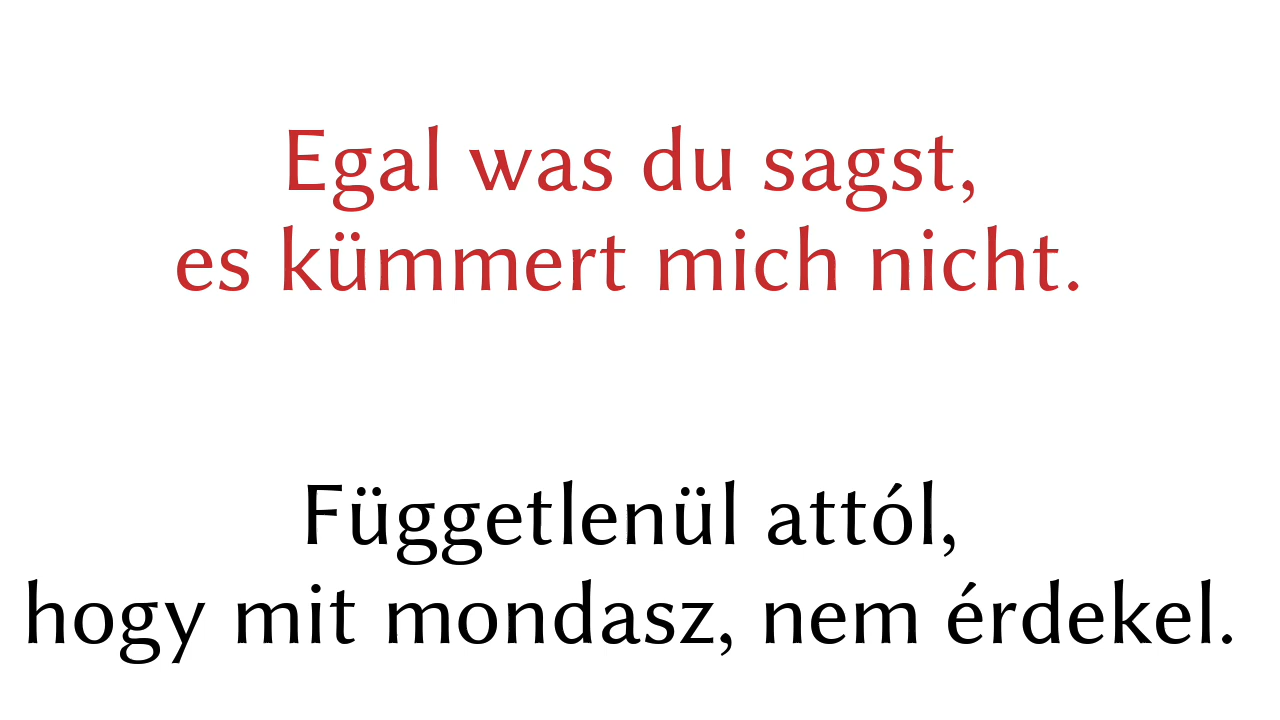 Egal was du sagst,
es kümmert mich nicht.
Függetlenül attól,
hogy mit mondasz, nem érdekel.